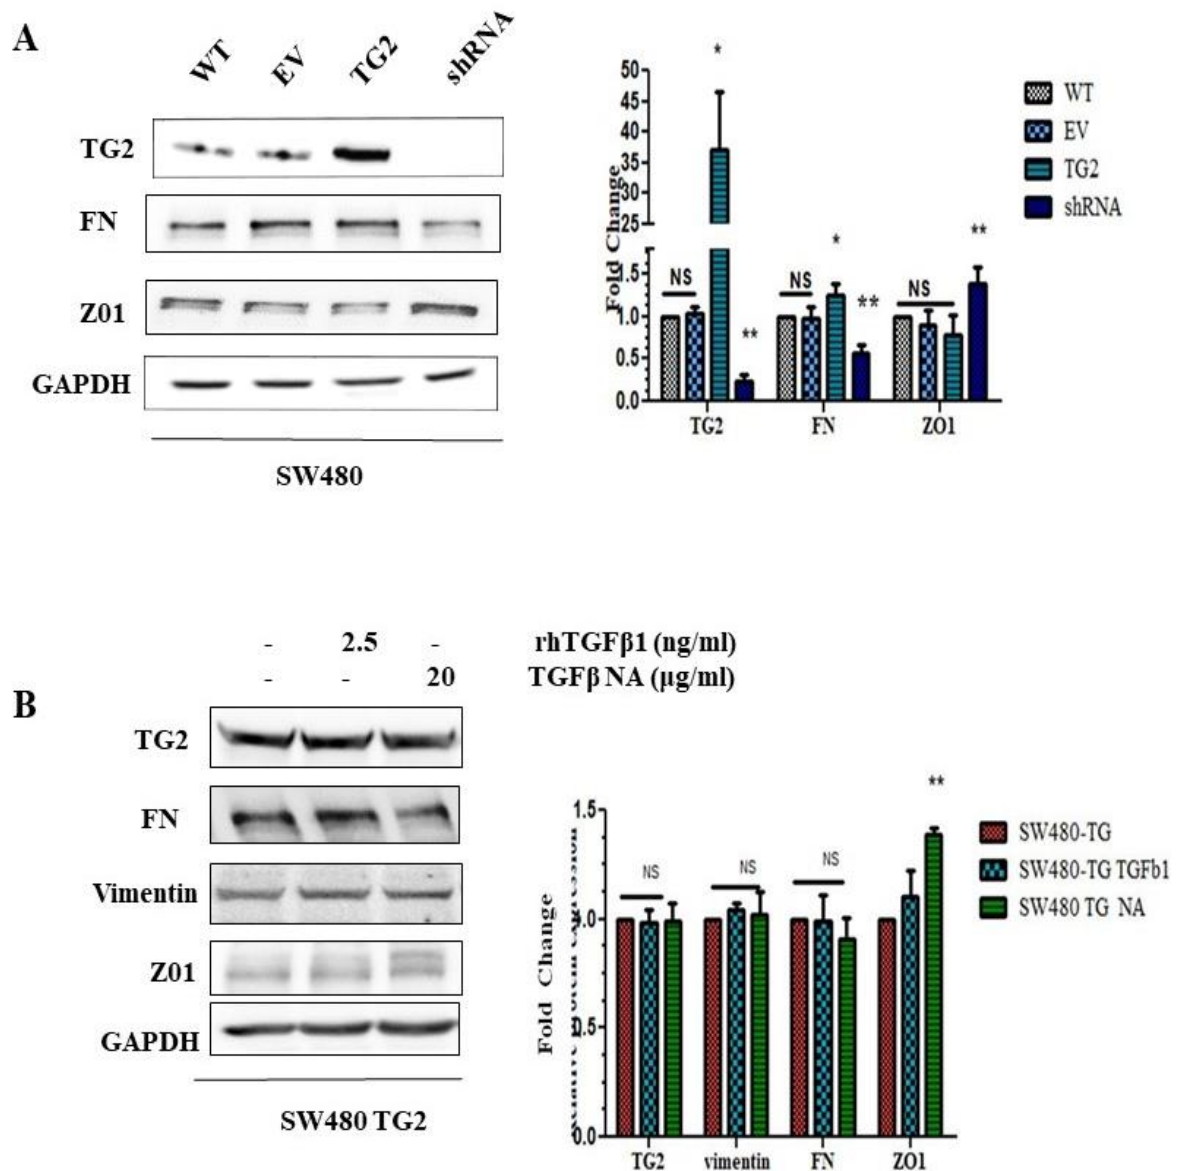 A
WT EV TG2 shRNA
TG2
FN
Z01
GAPDH
SW480
Fold Change
50
45
40
35
30
25
1.5
1.0
0.5
0.0
NS
*
**
NS
*
**
NS
**
TG2 FN ZO1
WT
EV
TG2
shRNA
B
- 2.5 - rhTGFβ1 (ng/ml)
- - 20 TGFβ NA (μg/ml)
TG2
FN
Vimentin
Z01
GAPDH
SW480 TG2
Fold Change
1.5
.0
0.5
0.0
NS
NS
NS
**
TG2 vimentin FN ZO1
SW480-TG
SW480-TG TGFb1
SW480 TG NA